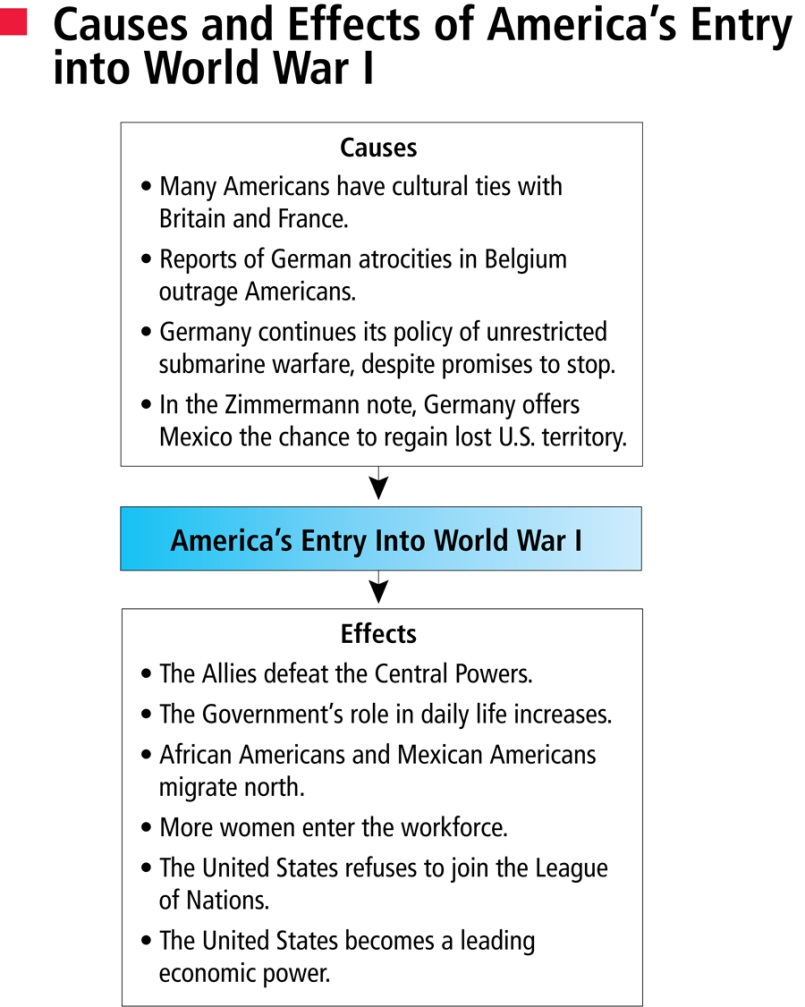 Causes and Effects of America's Entry
into World War I
Causes
• Many Americans have cultural ties with
Britain and France.
• Reports of German atrocities in Belgium
outrage Americans.
• Germany continues its policy of unrestricted
submarine warfare, despite promises to stop.
• In the Zimmermann note, Germany offers
Mexico the chance to regain lost U.S. territory.
America's Entry Into World War I
Effects
• The Allies defeat the Central Powers.
• The Government's role in daily life increases.
• African Americans and Mexican Americans
migrate north.
• More women enter the workforce.
• The United States refuses to join the League
of Nations.
• The United States becomes a leading
economic power.